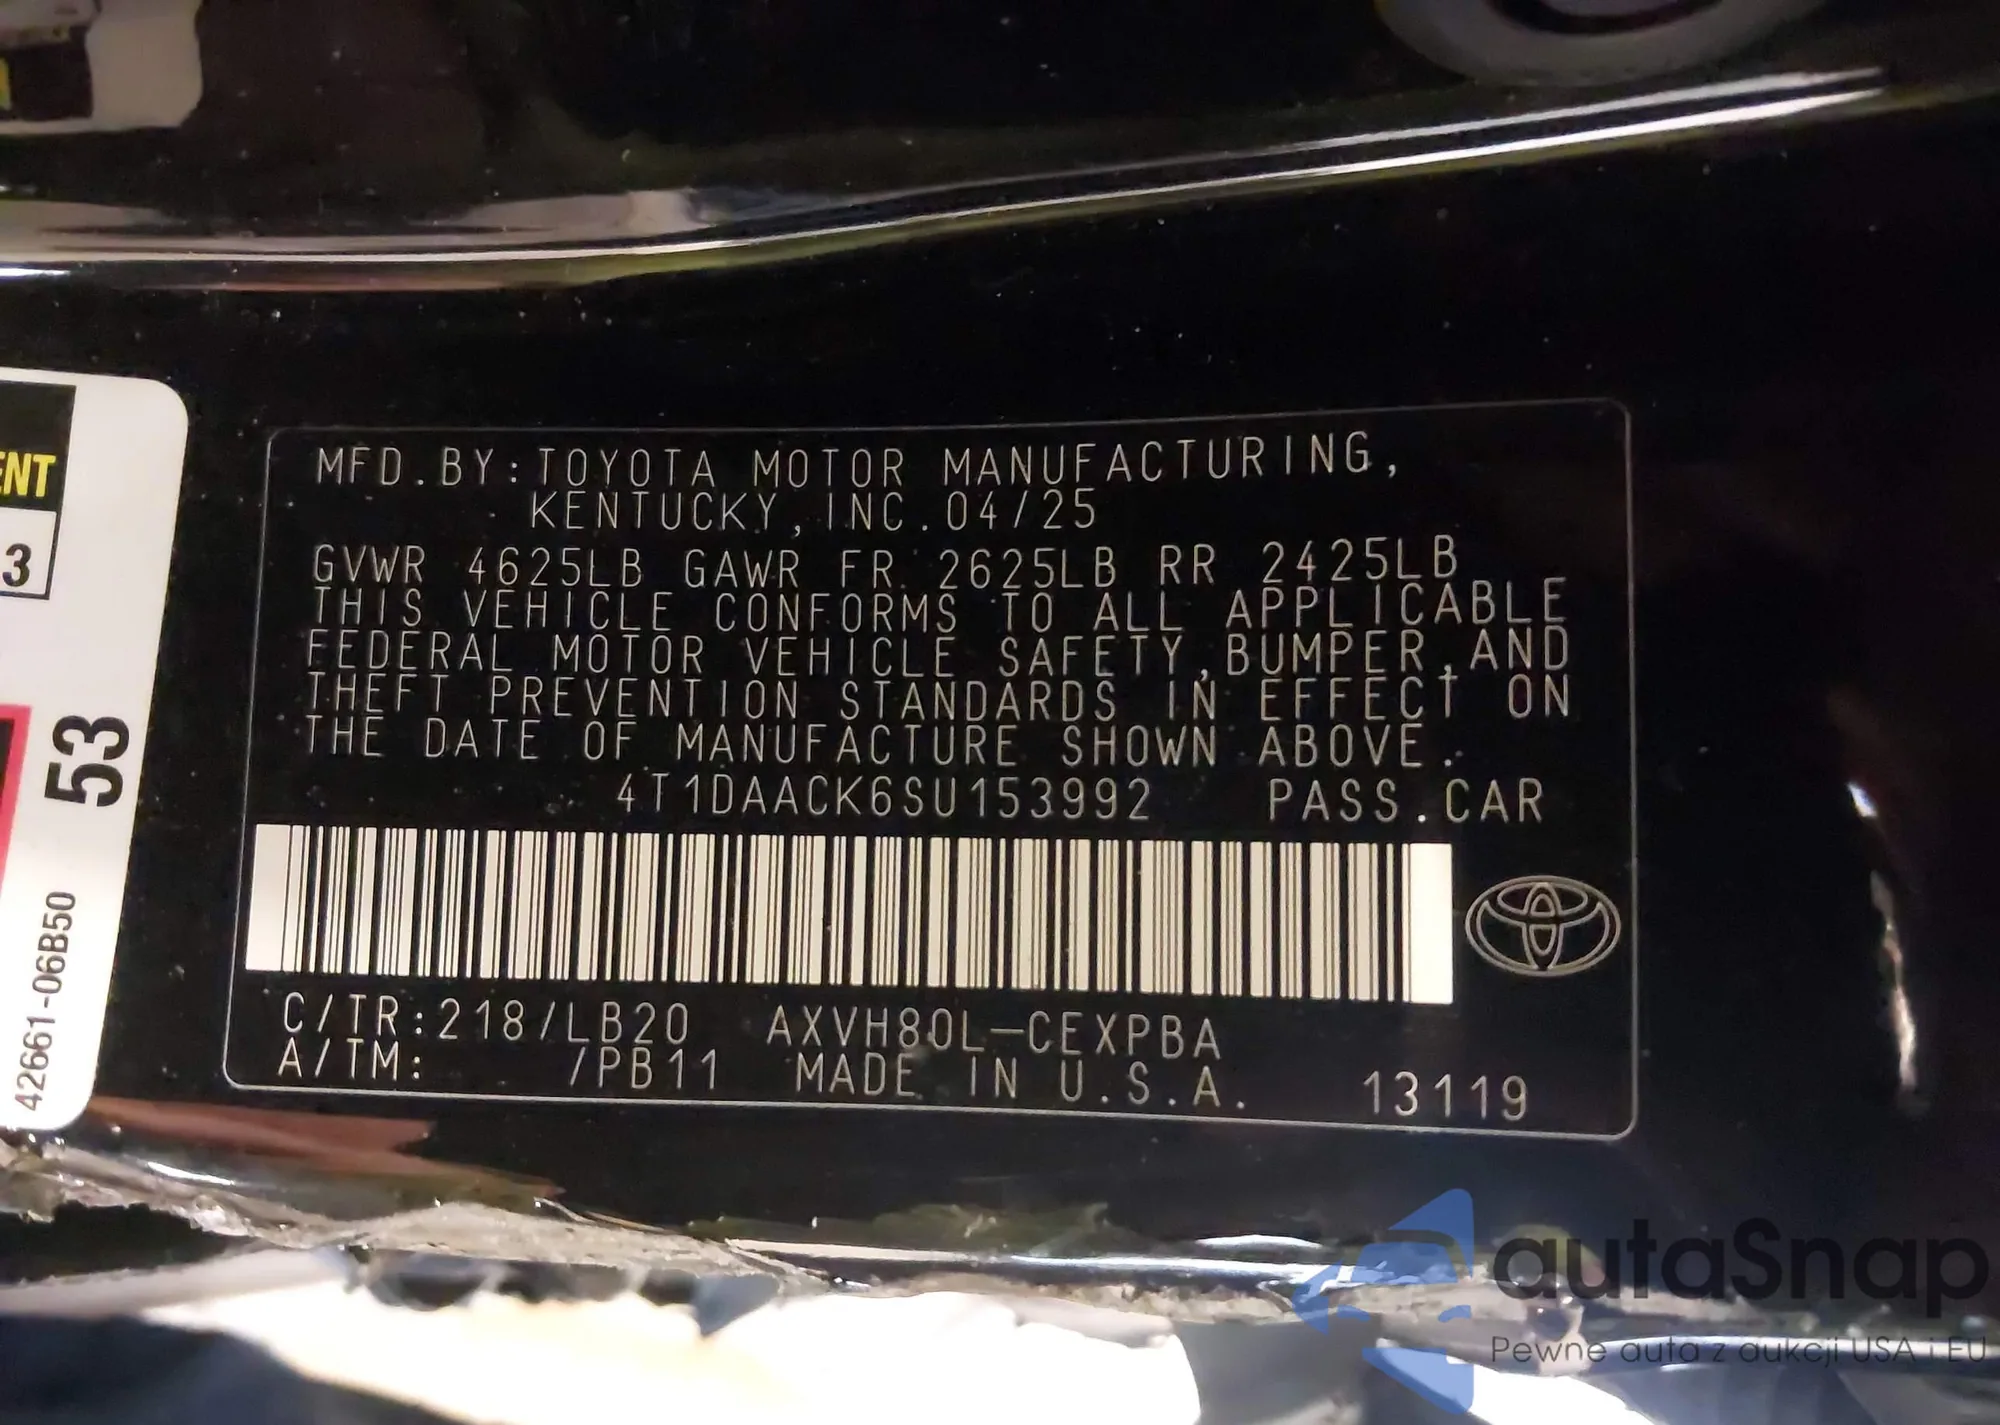 ENT
3
53
42661-06B50
MFD.BY:TOYOTA MOTOR MANUFACTURING,
KENTUCKY,INC.04/25
GVWR 4625LB GAWR FR 2625LB RR 2425LB
THIS VEHICLE CONFORMS TO ALL APPLICABLE
FEDERAL MOTOR VEHICLE SAFETY,BUMPER,AND
THEFT PREVENTION STANDARDS IN EFFECT ON
THE DATE OF MANUFACTURE SHOWN ABOVE.
4T1DAACK6SU153992 PASS.CAR
C/TR:218/LB20 AXVH80L-CEXPBA
A/TM: /PB11 MADE IN U.S.A. 13119
autaSnap
Pewne auta z aukcji USA i EU